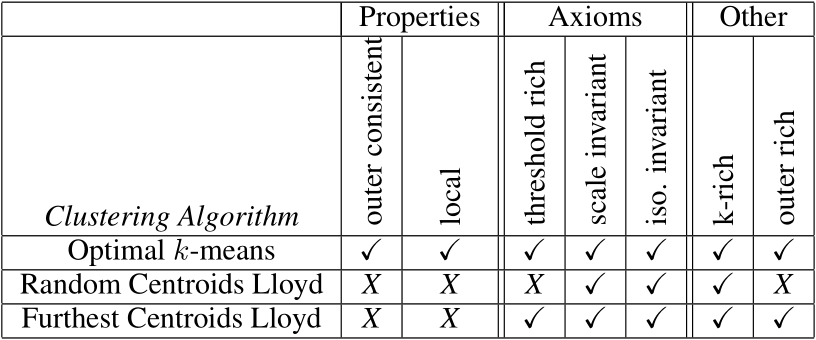 Properties Axioms Other
Clustering Algorithm outer consistent local threshold rich scale invariant iso. invariant k-rich outer rich
Optimal k-means ✓ ✓ ✓ ✓ ✓ ✓ ✓
Random Centroids Lloyd X X X ✓ ✓ ✓ X
Furthest Centroids Lloyd X X ✓ ✓ ✓ ✓ ✓